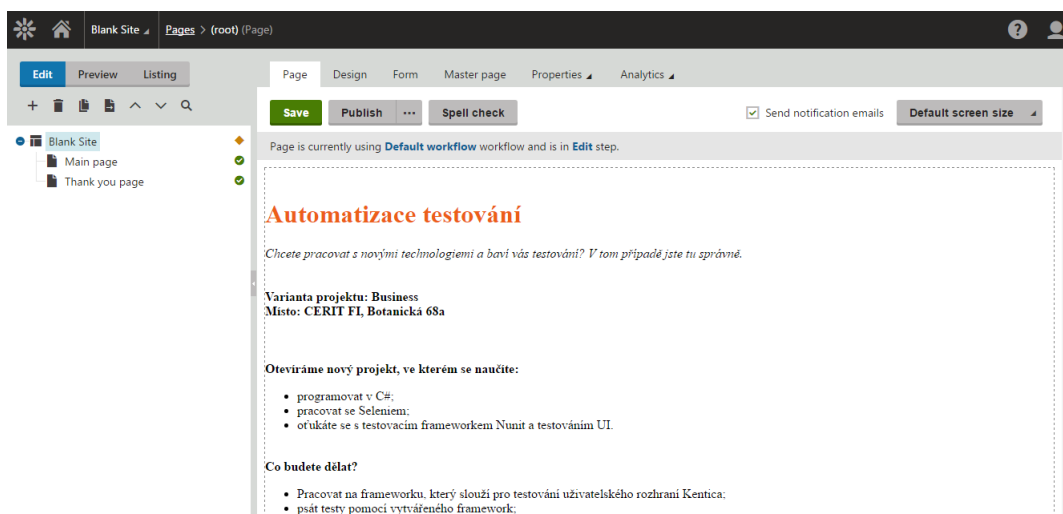 Blank Site Pages > (root) (Page)
Edit Preview Listing
Page Design Form Master page Properties Analytics
Save Publish ... Spell check Send notification emails Default screen size
Blank Site
Main page
Thank you page
Page is currently using Default workflow workflow and is in Edit step.
Automatizace testování
Chcete pracovat s novými technologiemi a baví vás testování? V tom případě jste tu správně.
Varianta projektu: Business
Místo: CERIT FI, Botanická 68a
Otevíráme nový projekt, ve kterém se naučíte:
programovat v C#;
pracovat se Seleniem;
oťukáte se s testovacím frameworkem Nunit a testováním UI.
Co budete dělat?
Pracovat na frameworku, který slouží pro testování uživatelského rozhraní Kentica;
psát testy pomocí vytvářeného framework;